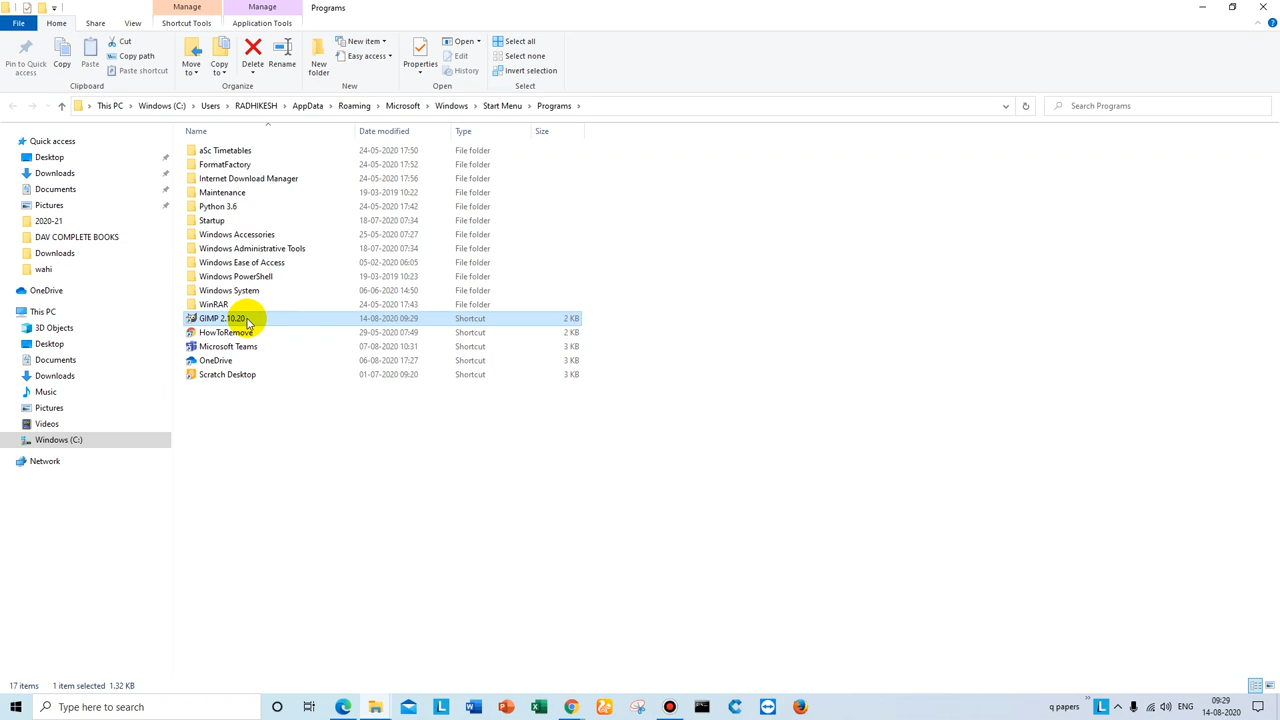 Manage Manage Programs
File Home Share View Shortcut Tools Application Tools
Pin to Quick access
Copy
Paste
Cut
Copy path
Paste shortcut
Clipboard
Move to
Copy to
Delete
Rename
Organize
New folder
New item
Easy access
New
Properties
Open
Edit
History
Open
Select all
Select none
Invert selection
Select
This PC Windows (C:) Users RADHIKESH AppData Roaming Microsoft Windows Start Menu Programs
Search Programs
Quick access
Desktop
Downloads
Documents
Pictures
2020-21
DAV COMPLETE BOOKS
Downloads
wahi
OneDrive
This PC
3D Objects
Desktop
Documents
Downloads
Music
Pictures
Videos
Windows (C:)
Network
Name Date modified Type Size
aSc Timetables 24-05-2020 17:50 File folder
FormatFactory 24-05-2020 17:52 File folder
Internet Download Manager 24-05-2020 17:56 File folder
Maintenance 19-03-2019 10:22 File folder
Python 3.6 24-05-2020 17:42 File folder
Startup 18-07-2020 07:34 File folder
Windows Accessories 25-05-2020 07:27 File folder
Windows Administrative Tools 18-07-2020 07:34 File folder
Windows Ease of Access 05-02-2020 06:05 File folder
Windows PowerShell 19-03-2019 10:23 File folder
Windows System 06-06-2020 14:50 File folder
WinRAR 24-05-2020 17:43 File folder
GIMP 2.10.20 14-08-2020 09:29 Shortcut 2 KB
HowToRemove 29-05-2020 07:49 Shortcut 2 KB
Microsoft Teams 07-08-2020 10:31 Shortcut 3 KB
OneDrive 06-08-2020 17:27 Shortcut 3 KB
Scratch Desktop 01-07-2020 09:20 Shortcut 3 KB
17 items 1 item selected 1.32 KB
Type here to search
q papers
ENG
09:29
14-08-2020